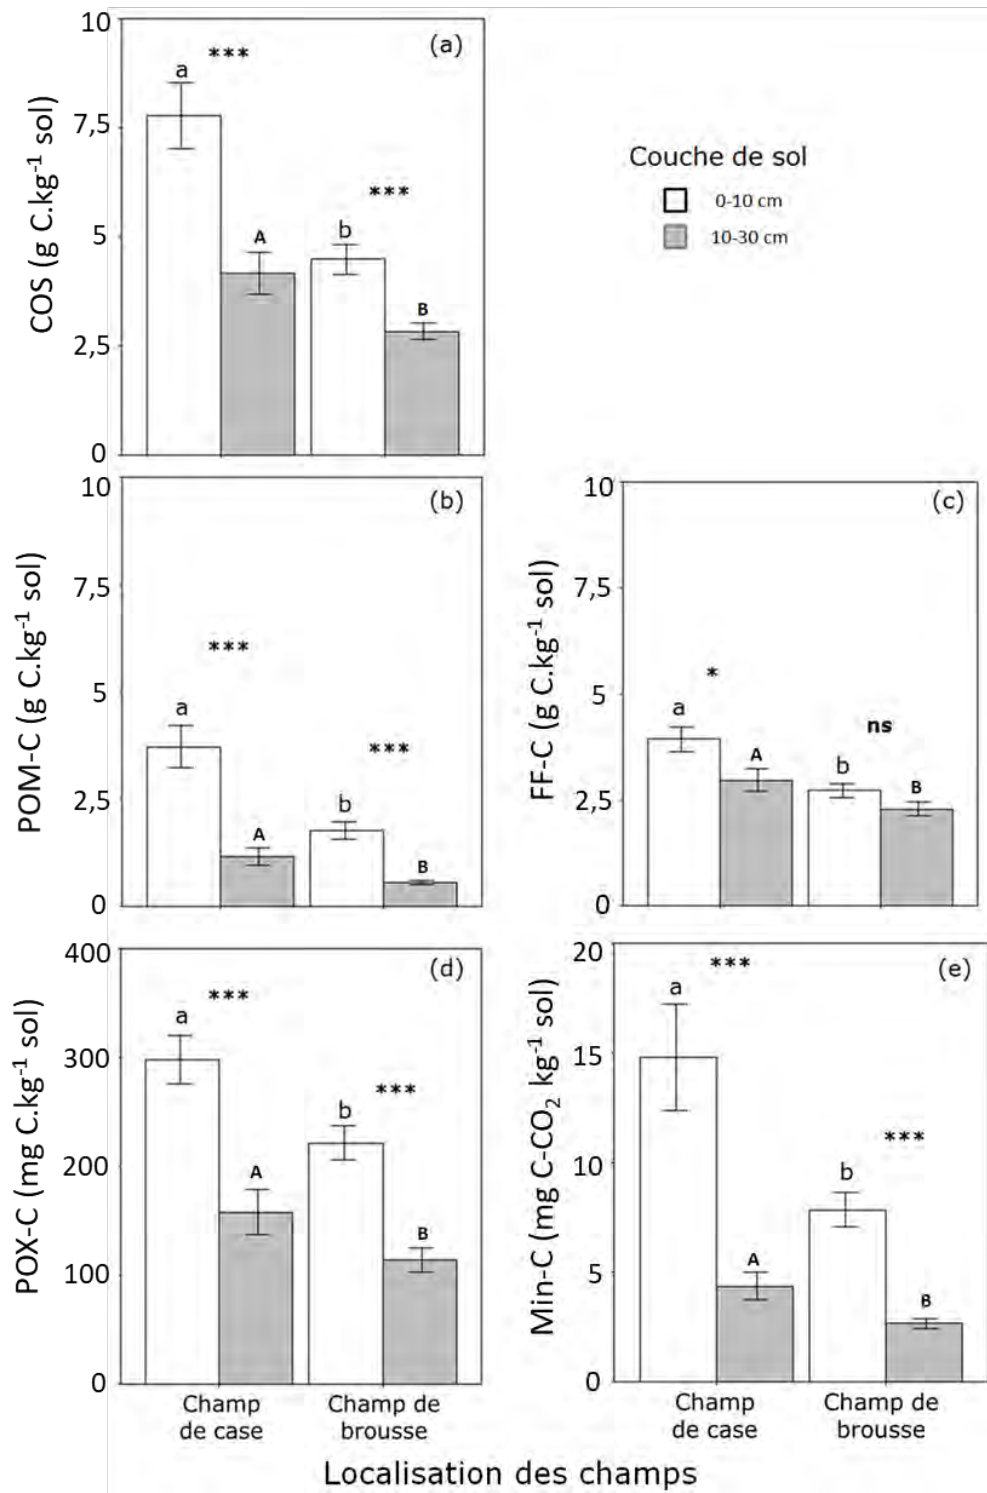 (a)
***
a
A
***
b
B
COS (g C.kg⁻¹ sol)
10
7,5
5
2,5
0
Couche de sol
0-10 cm
10-30 cm
(b)
***
a
A
***
b
B
POM-C (g C.kg⁻¹ sol)
10
7,5
5
2,5
0
(c)
*
a
A
ns
b
B
FF-C (g C.kg⁻¹ sol)
10
7,5
5
2,5
0
(d)
***
a
A
***
b
B
POX-C (mg C.kg⁻¹ sol)
400
300
200
100
0
Champ
de case
Champ de
brousse
(e)
***
a
A
***
b
B
Min-C (mg C-CO₂ kg⁻¹ sol)
20
15
10
5
0
Champ
de case
Champ de
brousse
Localisation des champs